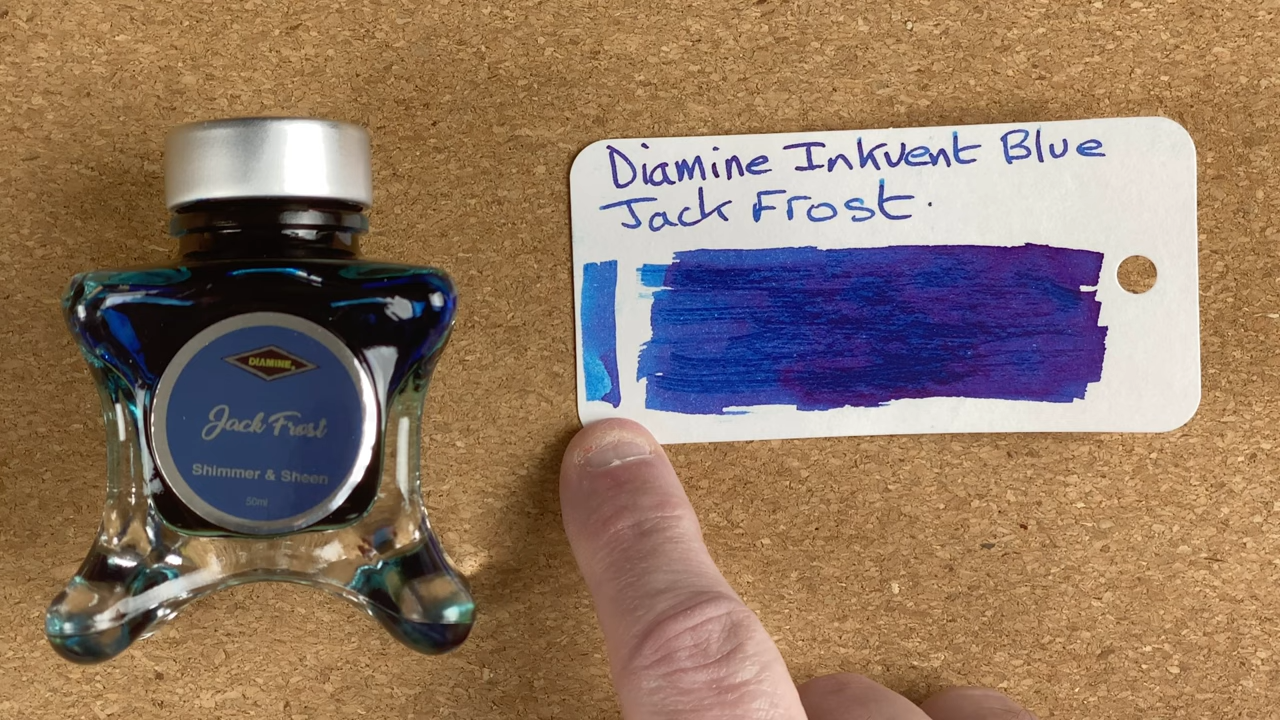 DIAMINE
Jack Frost
Shimmer & Sheen
50ml
Diamine Inkvent Blue
Jack Frost.